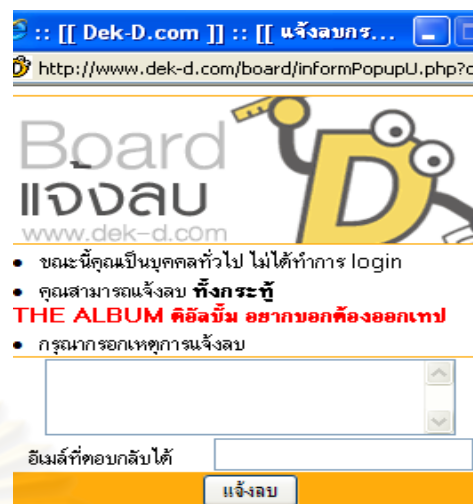 :: [[ Dek-D.com ]] :: [[ แจ้งลบกร...
http://www.dek-d.com/board/informPopupU.php?
Board
แจ้งลบ
www.dek-d.com
• ขณะนี้คุณเป็นบุคคลทั่วไป ไม่ได้ทำการ login
• คุณสามารถแจ้งลบ ทั้งกระทู้
THE ALBUM ดิอัลบั้ม อยากบอกต้องออกเทป
• กรุณากรอกเหตุการแจ้งลบ
อีเมล์ที่ตอบกลับได้
แจ้งลบ